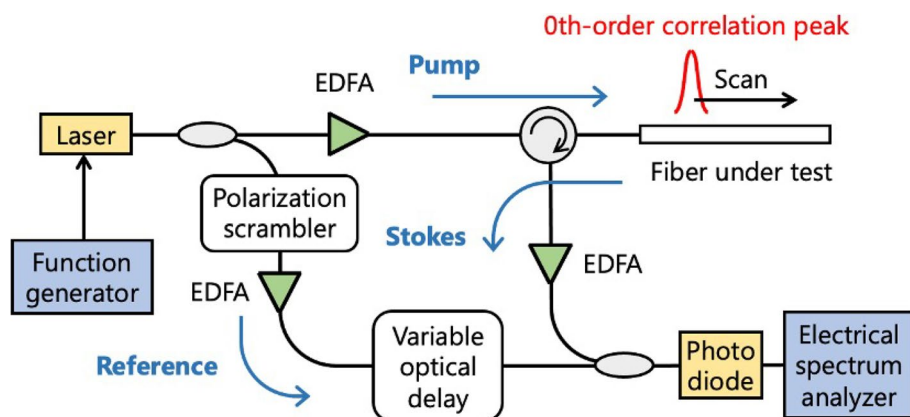 0th-order correlation peak
Pump
EDFA
Scan
Laser
Fiber under test
Polarization
scrambler
Stokes
Function
generator
EDFA
EDFA
Variable
optical
delay
Reference
Photo
diode
Electrical
spectrum
analyzer